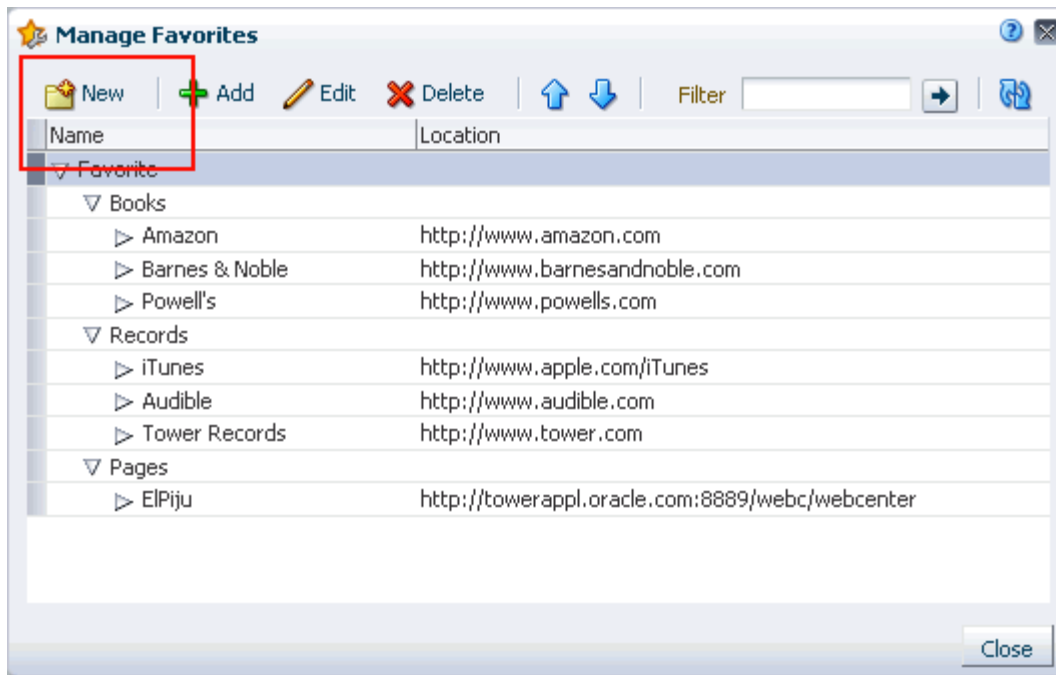 Manage Favorites
New Add Edit Delete Filter
Name Location
Favorite
Books
Amazon http://www.amazon.com
Barnes & Noble http://www.barnesandnoble.com
Powell's http://www.powells.com
Records
iTunes http://www.apple.com/iTunes
Audible http://www.audible.com
Tower Records http://www.tower.com
Pages
ElPiju http://towerappl.oracle.com:8889/webc/webcenter
Close